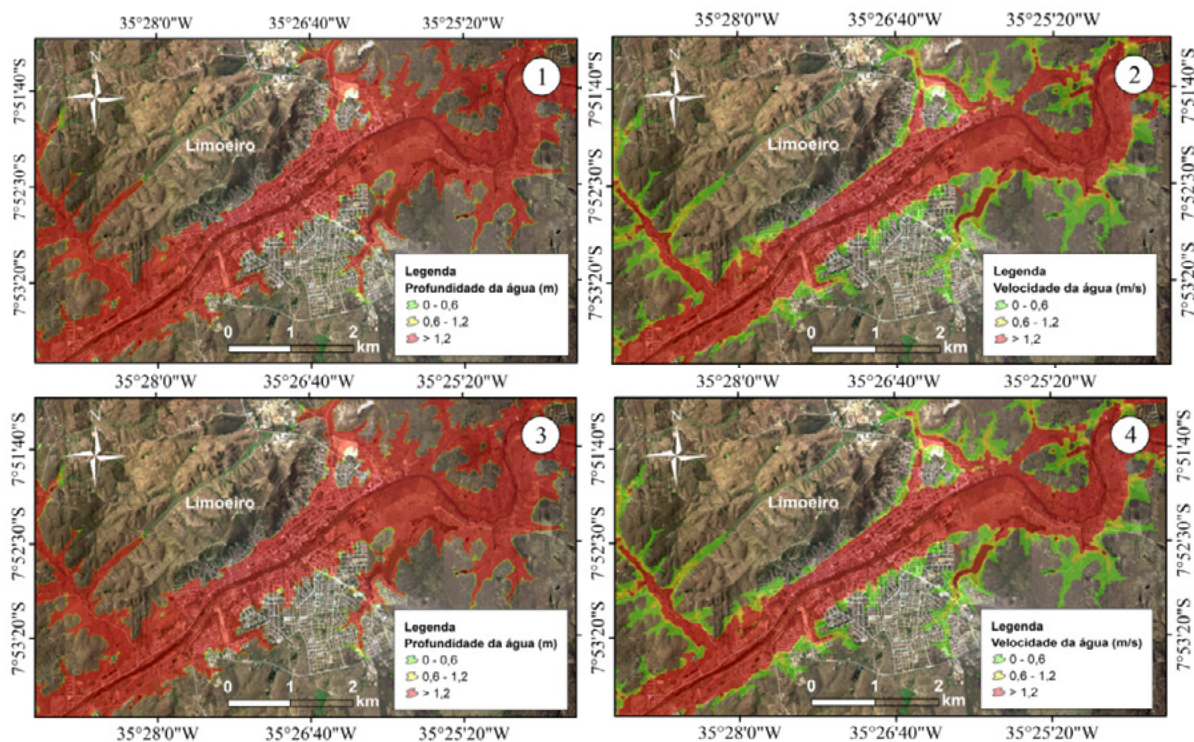 35°28'0"W 35°26'40"W 35°25'20"W 35°28'0"W 35°26'40"W 35°25'20"W
7°51'40"S
7°52'30"S
7°53'20"S
N
1
Limoeiro
Legenda
Profundidade da água (m)
0 - 0,6
0,6 - 1,2
> 1,2
0 1 2
km
N
2
Limoeiro
Legenda
Velocidade da água (m/s)
0 - 0,6
0,6 - 1,2
> 1,2
0 1 2
km
7°51'40"S
7°52'30"S
7°53'20"S
35°28'0"W 35°26'40"W 35°25'20"W 35°28'0"W 35°26'40"W 35°25'20"W
7°51'40"S
7°52'30"S
7°53'20"S
N
3
Limoeiro
Legenda
Profundidade da água (m)
0 - 0,6
0,6 - 1,2
> 1,2
0 1 2
km
N
4
Limoeiro
Legenda
Velocidade da água (m/s)
0 - 0,6
0,6 - 1,2
> 1,2
0 1 2
km
7°51'40"S
7°52'30"S
7°53'20"S
35°28'0"W 35°26'40"W 35°25'20"W 35°28'0"W 35°26'40"W 35°25'20"W